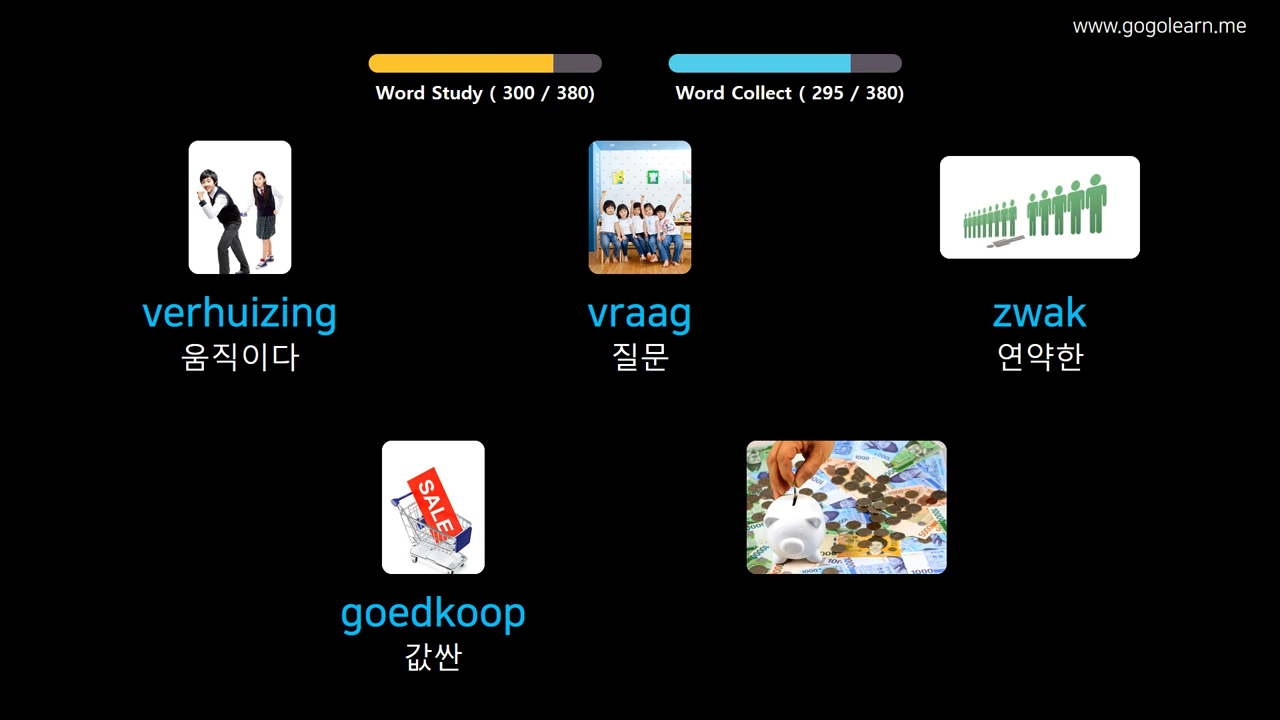 www.gogolearn.me
Word Study ( 300 / 380)
Word Collect ( 295 / 380)
verhuizing
움직이다
vraag
질문
zwak
연약한
SALE
goedkoop
값싼
1000